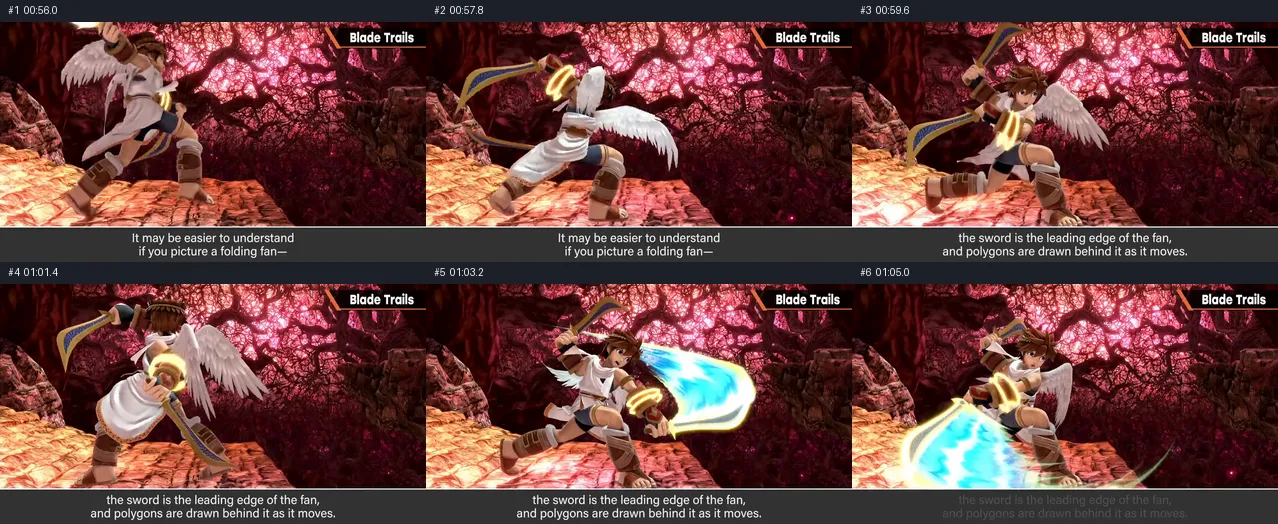 #1 00:56.0
Blade Trails
It may be easier to understand
if you picture a folding fan—
#2 00:57.8
Blade Trails
It may be easier to understand
if you picture a folding fan—
#3 00:59.6
Blade Trails
the sword is the leading edge of the fan,
and polygons are drawn behind it as it moves.
#4 01:01.4
Blade Trails
the sword is the leading edge of the fan,
and polygons are drawn behind it as it moves.
#5 01:03.2
Blade Trails
the sword is the leading edge of the fan,
and polygons are drawn behind it as it moves.
#6 01:05.0
Blade Trails
the sword is the leading edge of the fan,
and polygons are drawn behind it as it moves.